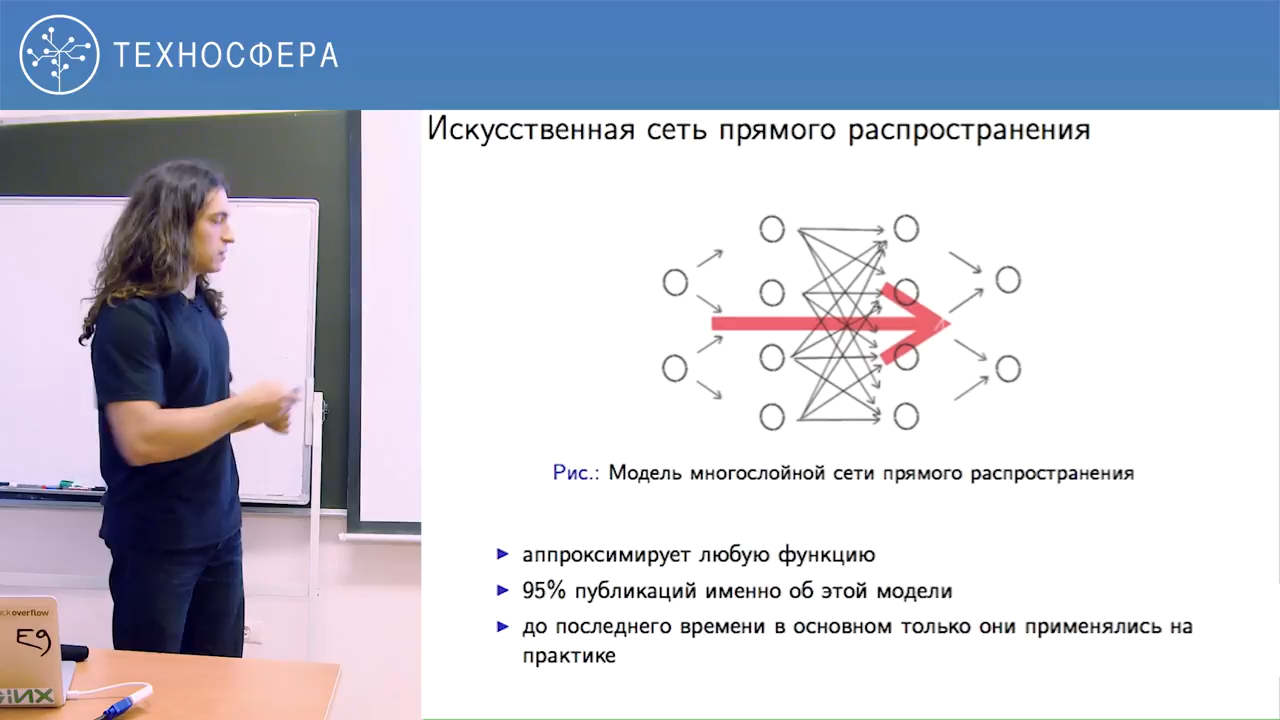 ТЕХНОСФЕРА
Искусственная сеть прямого распространения
Рис.: Модель многослойной сети прямого распространения
аппроксимирует любую функцию
95% публикаций именно об этой модели
до последнего времени в основном только они применялись на
практике
overflow
E9